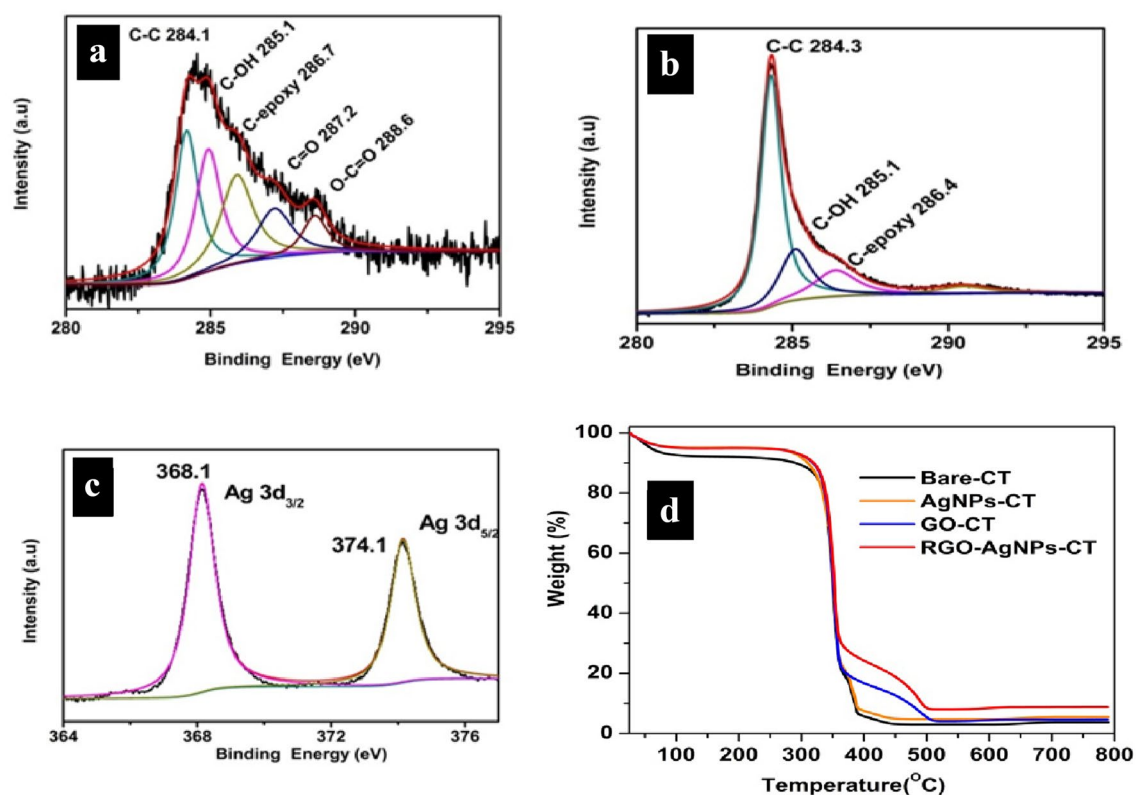 a
C-C 284.1
C-OH 285.1
C-epoxy 286.7
C=O 287.2
O-C=O 288.6
Intensity (a.u)
280 285 290 295
Binding Energy (eV)
b
C-C 284.3
C-OH 285.1
C-epoxy 286.4
Intensity (a.u)
280 285 290 295
Binding Energy (eV)
c
368.1
Ag 3d3/2
374.1
Ag 3d5/2
Intensity (a.u)
364 368 372 376
Binding Energy (eV)
d
Bare-CT
AgNPs-CT
GO-CT
RGO-AgNPs-CT
Weight (%)
100
80
60
40
20
0
100 200 300 400 500 600 700 800
Temperature(°C)